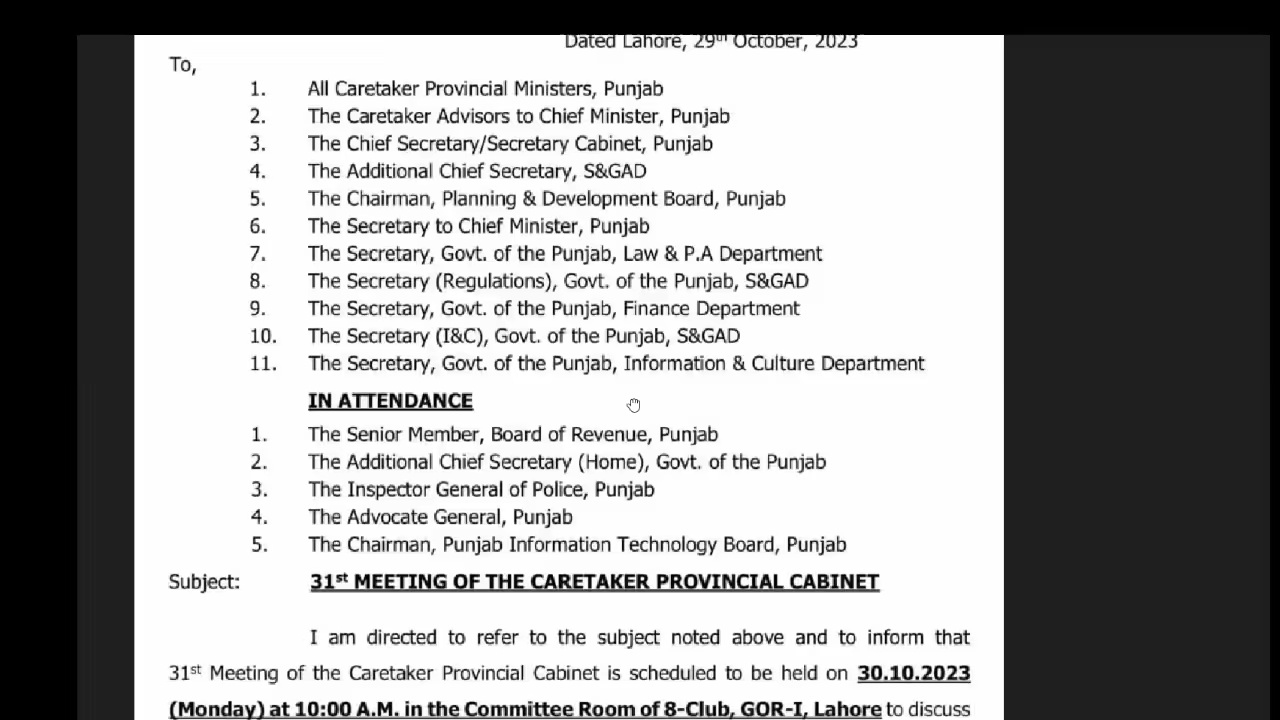 Dated Lahore, 29th October, 2023
To,
1. All Caretaker Provincial Ministers, Punjab
2. The Caretaker Advisors to Chief Minister, Punjab
3. The Chief Secretary/Secretary Cabinet, Punjab
4. The Additional Chief Secretary, S&GAD
5. The Chairman, Planning & Development Board, Punjab
6. The Secretary to Chief Minister, Punjab
7. The Secretary, Govt. of the Punjab, Law & P.A Department
8. The Secretary (Regulations), Govt. of the Punjab, S&GAD
9. The Secretary, Govt. of the Punjab, Finance Department
10. The Secretary (I&C), Govt. of the Punjab, S&GAD
11. The Secretary, Govt. of the Punjab, Information & Culture Department
IN ATTENDANCE
1. The Senior Member, Board of Revenue, Punjab
2. The Additional Chief Secretary (Home), Govt. of the Punjab
3. The Inspector General of Police, Punjab
4. The Advocate General, Punjab
5. The Chairman, Punjab Information Technology Board, Punjab
Subject: 31st MEETING OF THE CARETAKER PROVINCIAL CABINET
I am directed to refer to the subject noted above and to inform that
31st Meeting of the Caretaker Provincial Cabinet is scheduled to be held on 30.10.2023
(Monday) at 10:00 A.M. in the Committee Room of 8-Club, GOR-I, Lahore to discuss